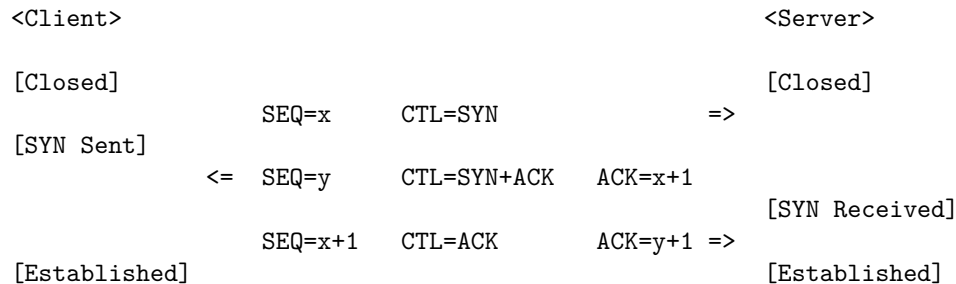 <Client> <Server>
[Closed] [Closed]
SEQ=x CTL=SYN =>
[SYN Sent]
<= SEQ=y CTL=SYN+ACK ACK=x+1
[SYN Received]
SEQ=x+1 CTL=ACK ACK=y+1 =>
[Established] [Established]